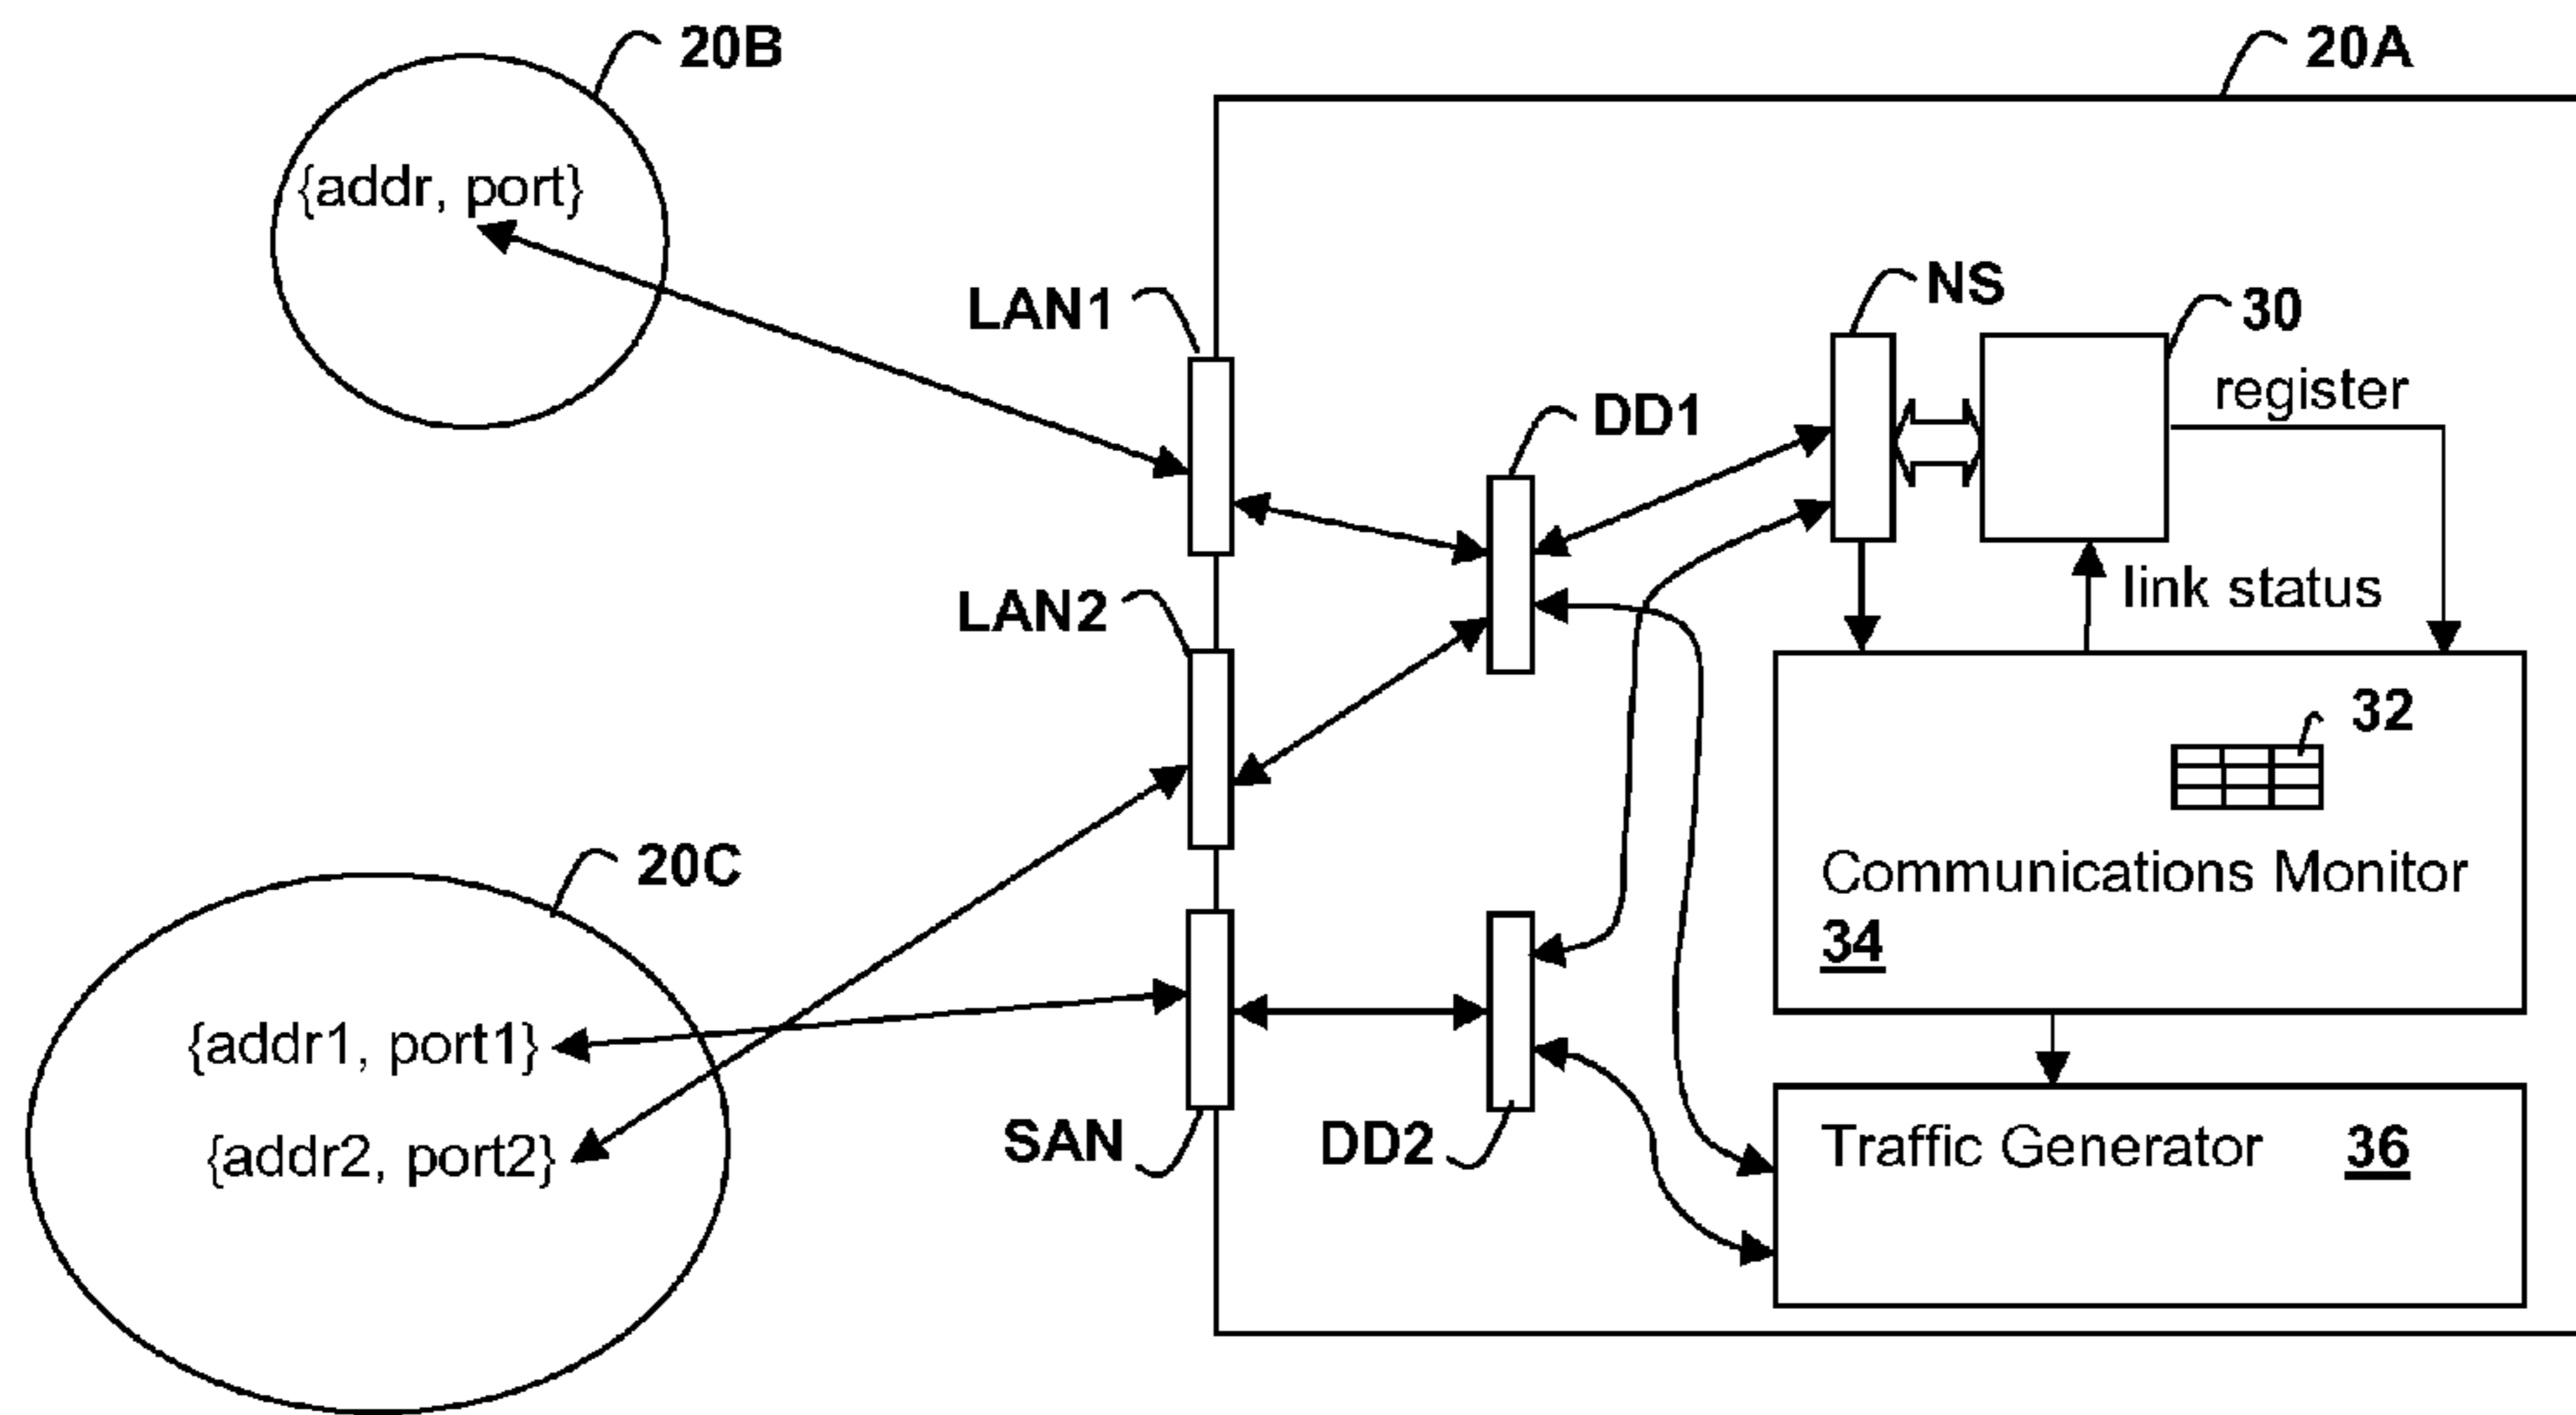 20B
20A
{addr, port}
NS
LAN1
30
register
DD1
link status
LAN2
32
20C
Communications Monitor
34
{addr1, port1}
SAN
DD2
Traffic Generator 36
{addr2, port2}